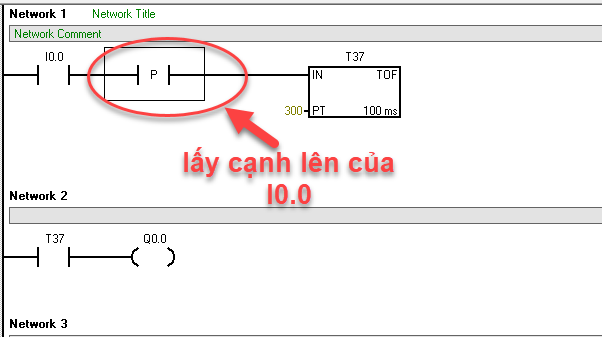 Network 1 Network Title
Network Comment
I0.0 T37
P IN TOF
300 PT 100 ms
lấy cạnh lên của
I0.0
Network 2
T37 Q0.0
Network 3